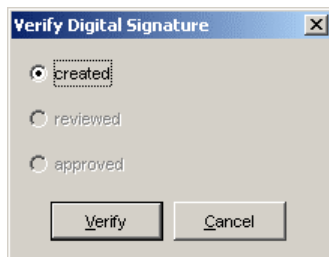 Verify Digital Signature
created
reviewed
approved
Verify Cancel